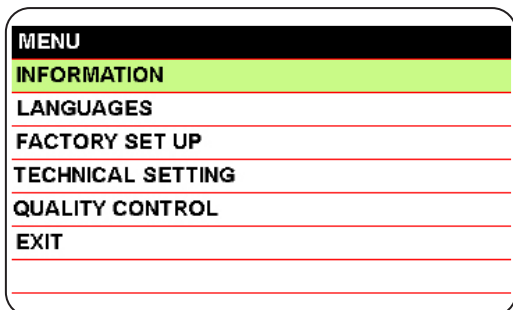 MENU
INFORMATION
LANGUAGES
FACTORY SET UP
TECHNICAL SETTING
QUALITY CONTROL
EXIT